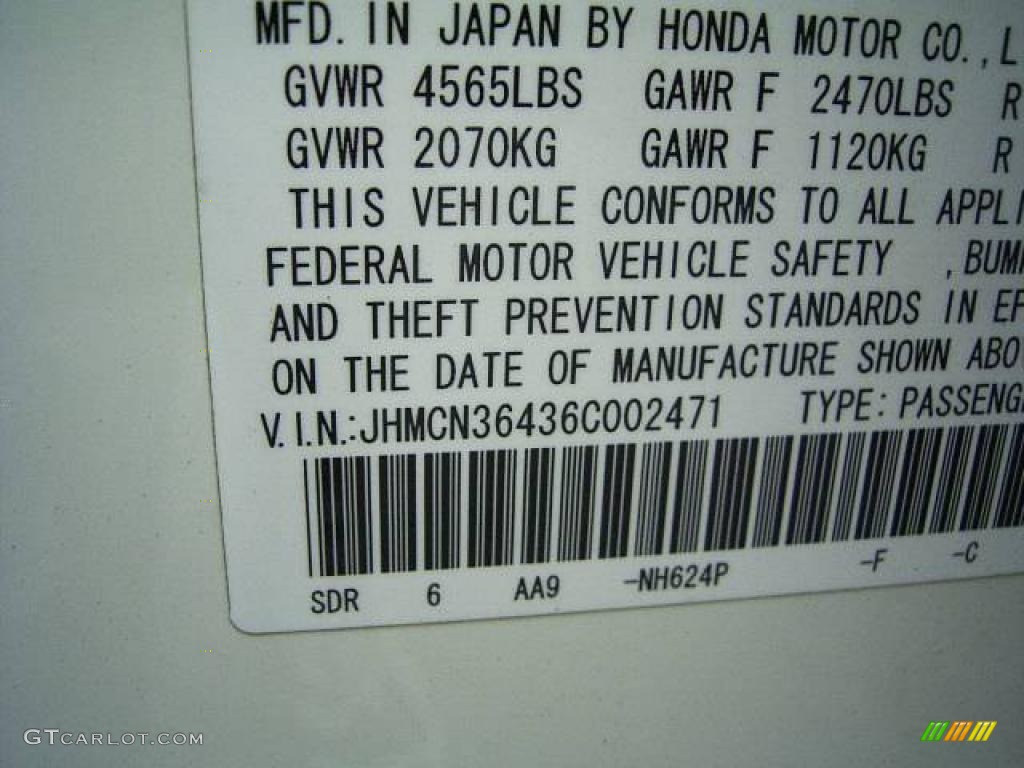 MFD. IN JAPAN BY HONDA MOTOR CO., L
GVWR 4565LBS GAWR F 2470LBS R
GVWR 2070KG GAWR F 1120KG R
THIS VEHICLE CONFORMS TO ALL APPLI
FEDERAL MOTOR VEHICLE SAFETY ,BUM
AND THEFT PREVENTION STANDARDS IN EF
ON THE DATE OF MANUFACTURE SHOWN ABO
V.I.N.:JHMCN36436C002471 TYPE: PASSENG
SDR 6 AA9 -NH624P -F -C
GTCARLOT.COM